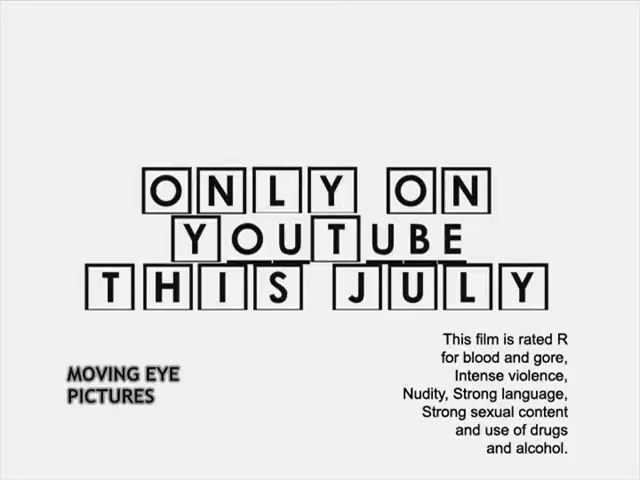 ONLY ON
YOUTUBE
THIS JULY
This film is rated R
for blood and gore,
Intense violence,
Nudity, Strong language,
Strong sexual content
and use of drugs
and alcohol.
MOVING EYE
PICTURES